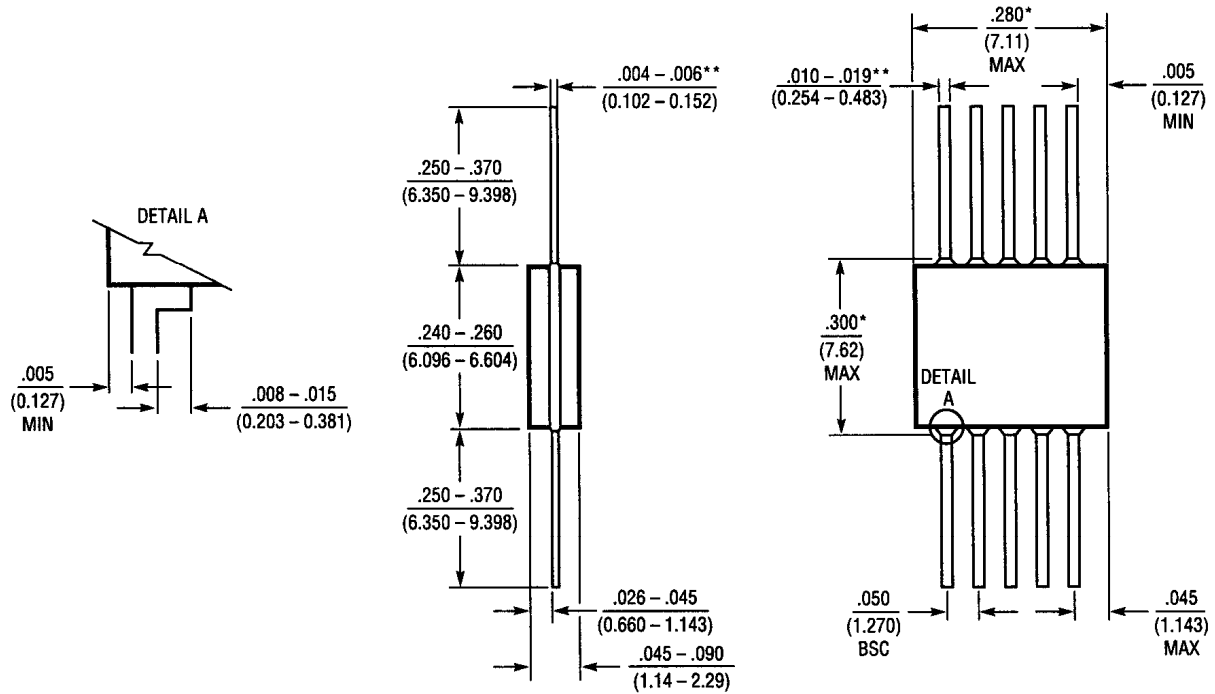 .280*
(7.11)
MAX
.004 – .006**
(0.102 – 0.152)
.010 – .019**
(0.254 – 0.483)
.005
(0.127)
MIN
.250 – .370
(6.350 – 9.398)
DETAIL A
.240 – .260
(6.096 – 6.604)
.300*
(7.62)
MAX
DETAIL
A
.005
(0.127)
MIN
.008 – .015
(0.203 – 0.381)
.250 – .370
(6.350 – 9.398)
.026 – .045
(0.660 – 1.143)
.050
(1.270)
BSC
.045
(1.143)
MAX
.045 – .090
(1.14 – 2.29)